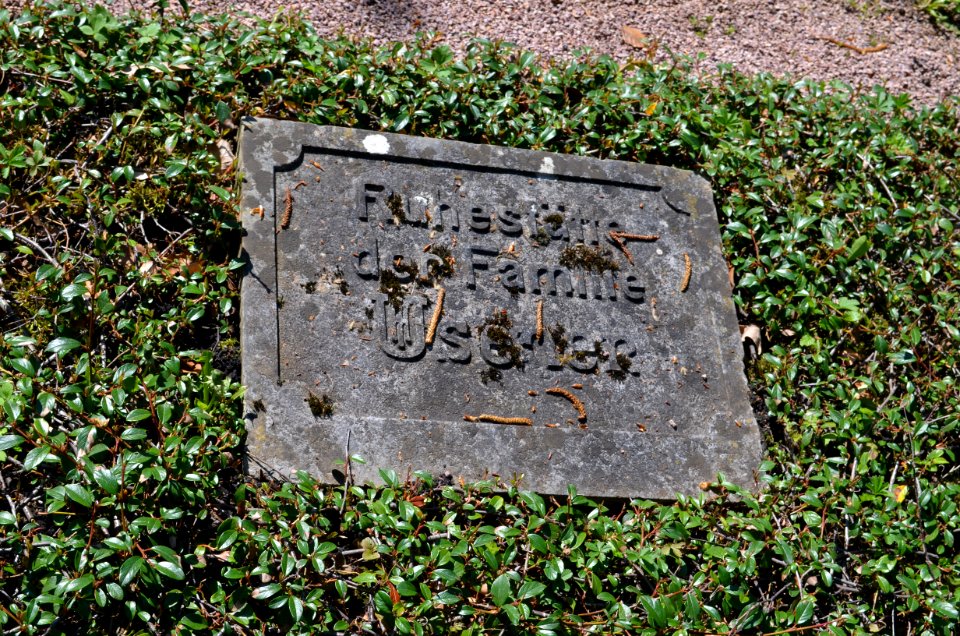 Ruhestätte
der Familie